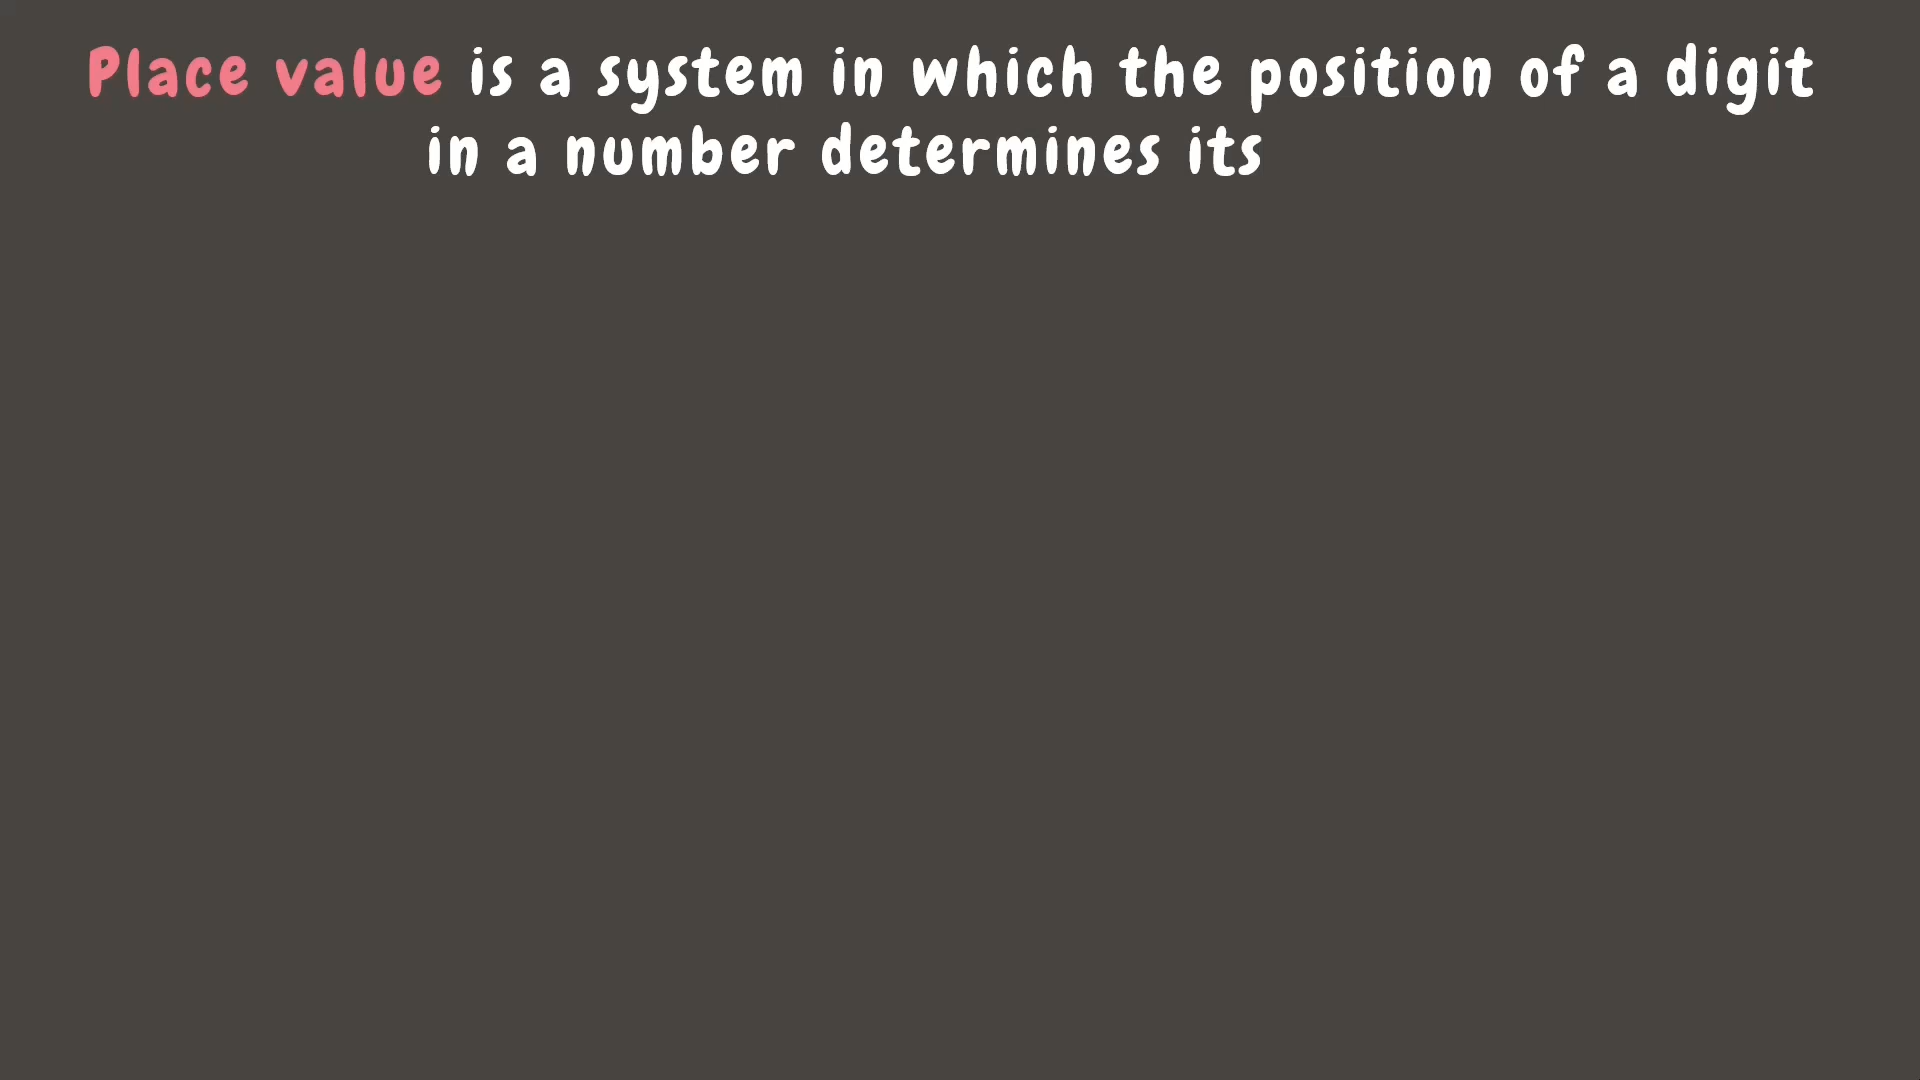 Place value is a system in which the position of a digit
in a number determines its